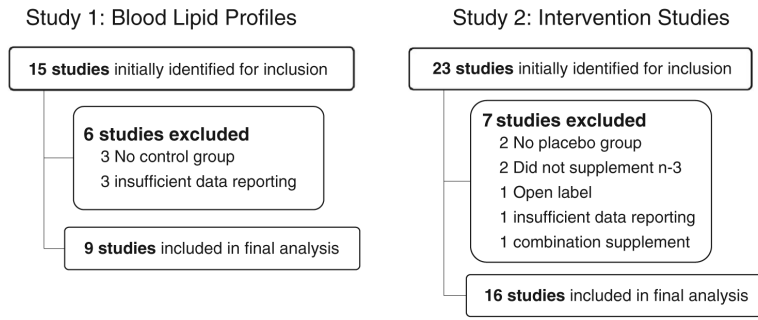 Study 1: Blood Lipid Profiles
15 studies initially identified for inclusion
6 studies excluded
3 No control group
3 insufficient data reporting
9 studies included in final analysis
Study 2: Intervention Studies
23 studies initially identified for inclusion
7 studies excluded
2 No placebo group
2 Did not supplement n-3
1 Open label
1 insufficient data reporting
1 combination supplement
16 studies included in final analysis